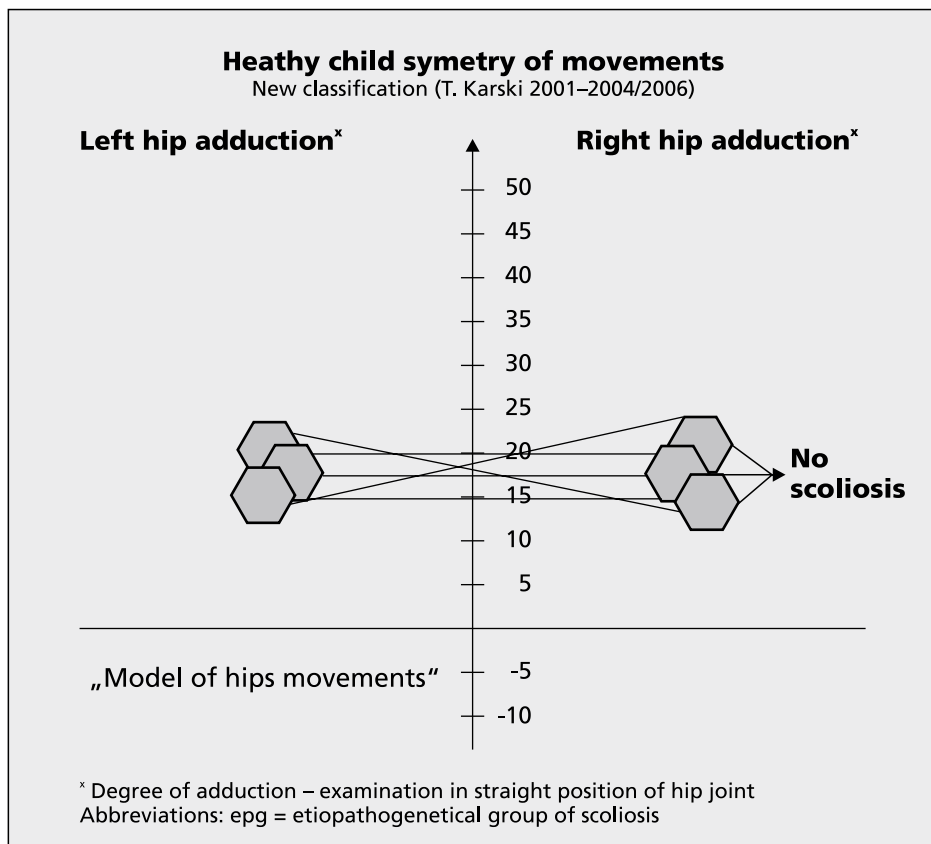 Heathy child symetry of movements
New classification (T. Karski 2001–2004/2006)
Left hip adductionˣ
Right hip adductionˣ
50
45
40
35
30
25
20
15
10
5
No
scoliosis
-5
-10
„Model of hips movements“
ˣ Degree of adduction – examination in straight position of hip joint
Abbreviations: epg = etiopathogenetical group of scoliosis